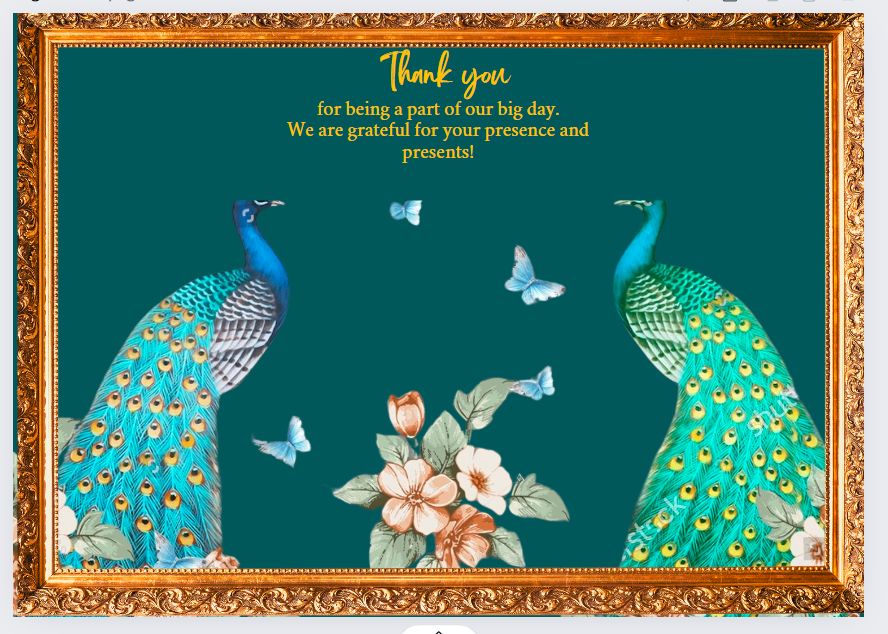 Thank you
for being a part of our big day.
We are grateful for your presence and
presents!